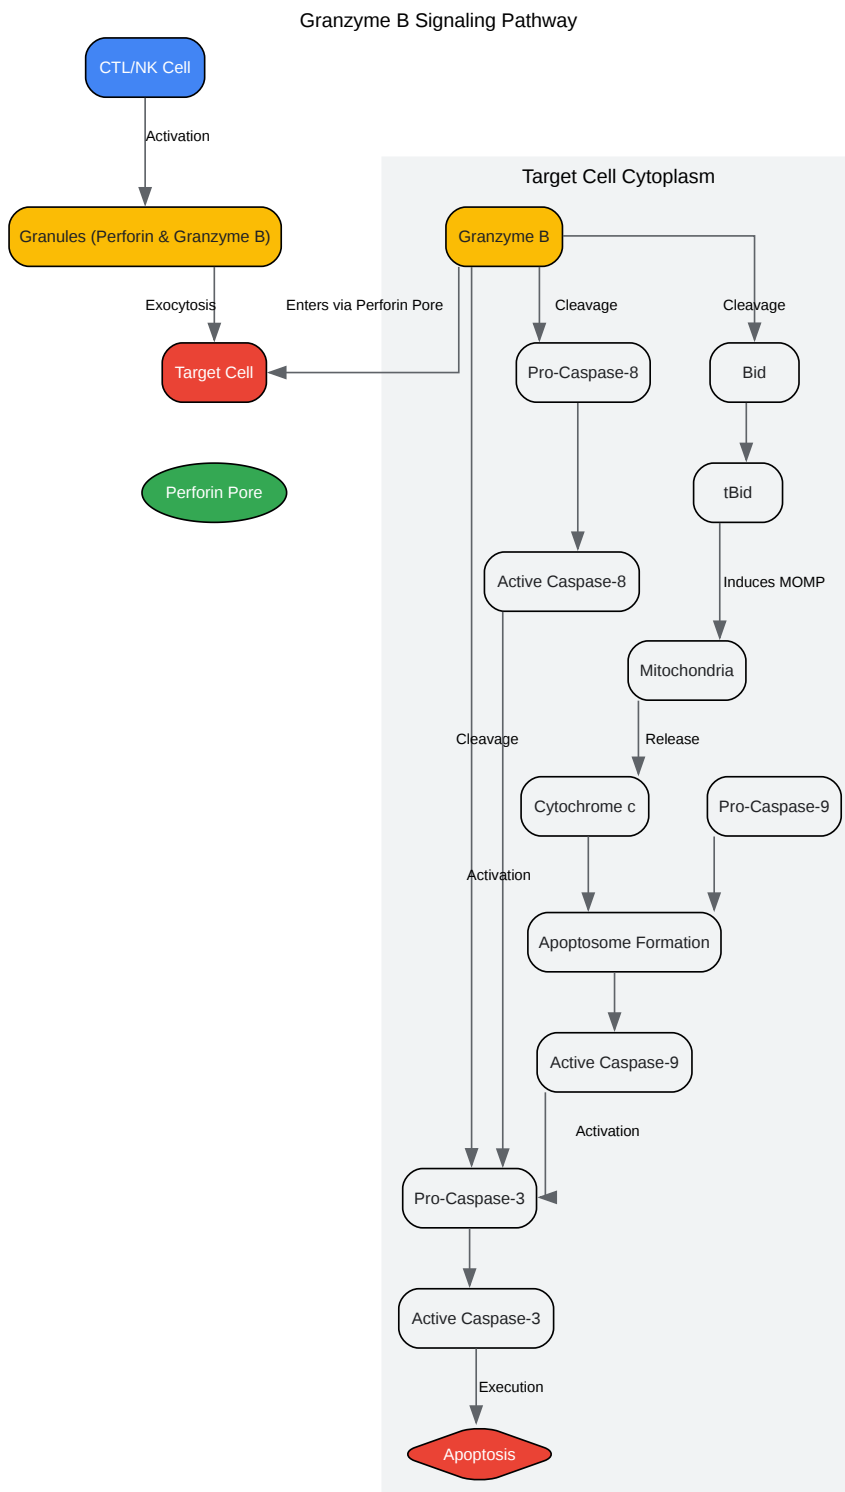 Granzyme B Signaling Pathway
CTL/NK Cell
Activation
Target Cell Cytoplasm
Granules (Perforin & Granzyme B)
Granzyme B
Exocytosis
Enters via Perforin Pore
Cleavage
Cleavage
Target Cell
Pro-Caspase-8
Bid
Perforin Pore
tBid
Active Caspase-8
Induces MOMP
Mitochondria
Cleavage
Release
Cytochrome c
Pro-Caspase-9
Activation
Apoptosome Formation
Active Caspase-9
Activation
Pro-Caspase-3
Active Caspase-3
Execution
Apoptosis